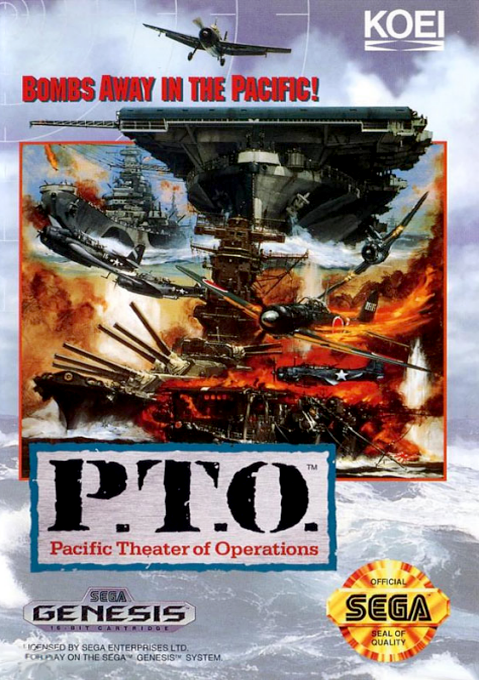 KOEI
BOMBS AWAY IN THE PACIFIC!
P.T.O.™
Pacific Theater of Operations
SEGA
GENESIS
16-BIT CARTRIDGE
LICENSED BY SEGA ENTERPRISES LTD.
FOR PLAY ON THE SEGA™ GENESIS™ SYSTEM.
OFFICIAL
SEGA
SEAL OF
QUALITY